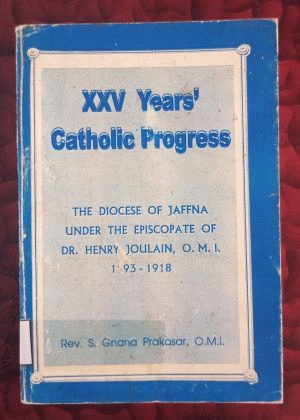 XXV Years'
Catholic Progress
THE DIOCESE OF JAFFNA
UNDER THE EPISCOPATE OF
DR. HENRY JOULAIN, O. M. I.
1 93 - 1918
Rev. S. Gnana Prakasar, O.M.I.